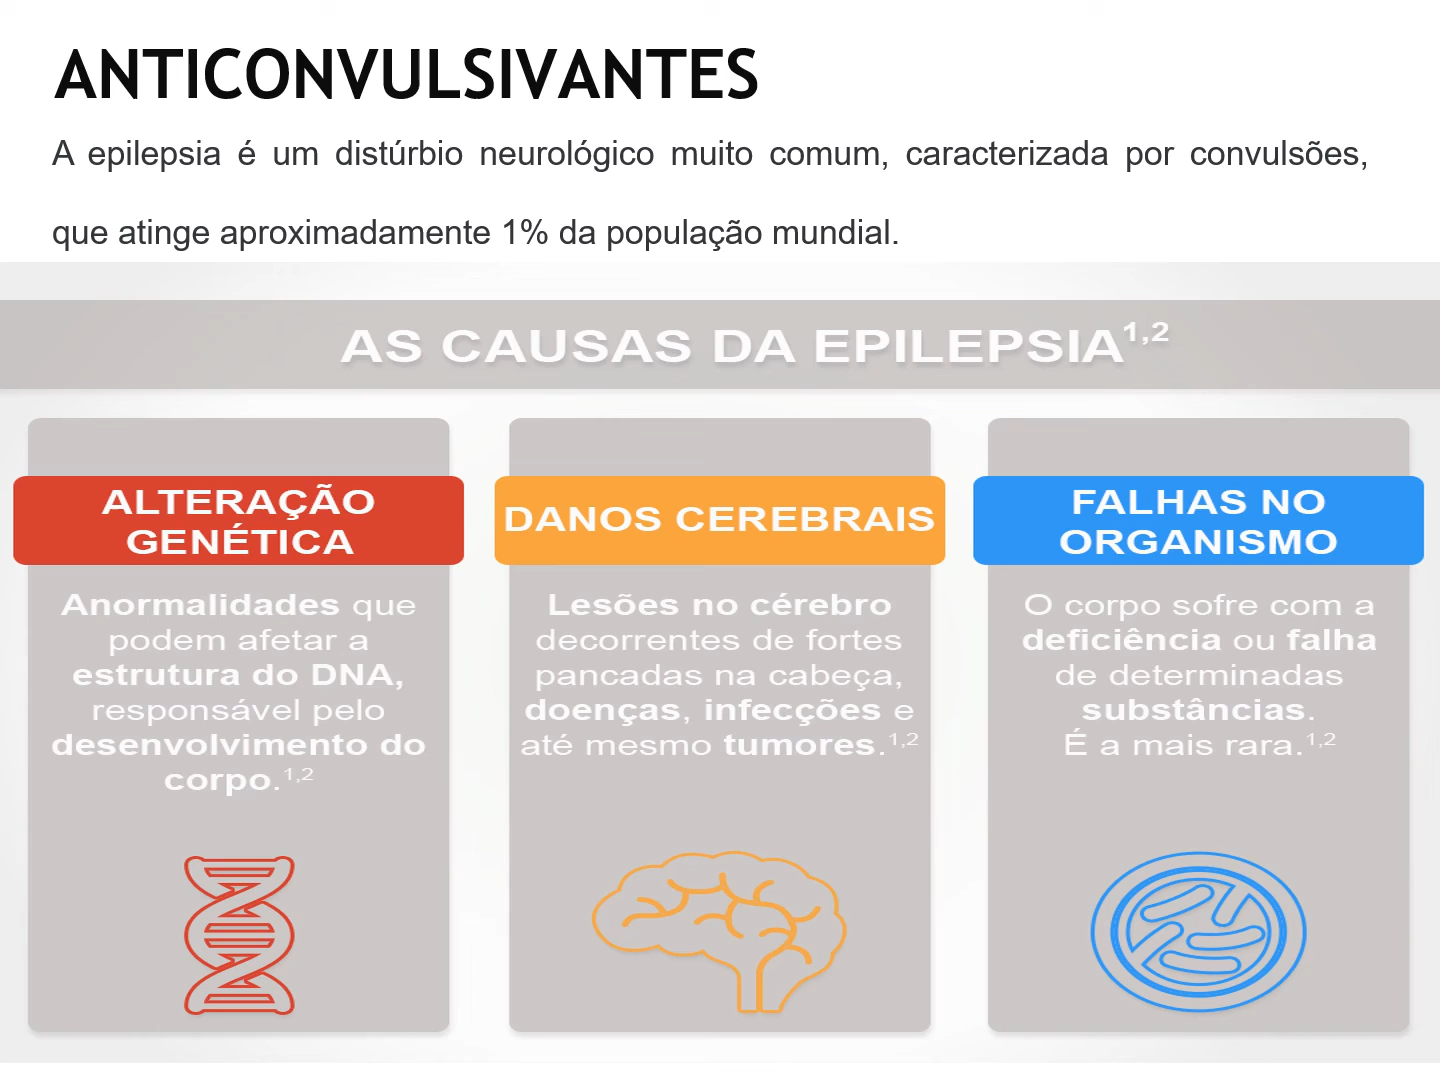 ANTICONVULSIVANTES
A epilepsia é um distúrbio neurológico muito comum, caracterizada por convulsões,
que atinge aproximadamente 1% da população mundial.
AS CAUSAS DA EPILEPSIA1,2
ALTERAÇÃO
GENÉTICA
Anormalidades que
podem afetar a
estrutura do DNA,
responsável pelo
desenvolvimento do
corpo.1,2
DANOS CEREBRAIS
Lesões no cérebro
decorrentes de fortes
pancadas na cabeça,
doenças, infecções e
até mesmo tumores.1,2
FALHAS NO
ORGANISMO
O corpo sofre com a
deficiência ou falha
de determinadas
substâncias.
É a mais rara.1,2